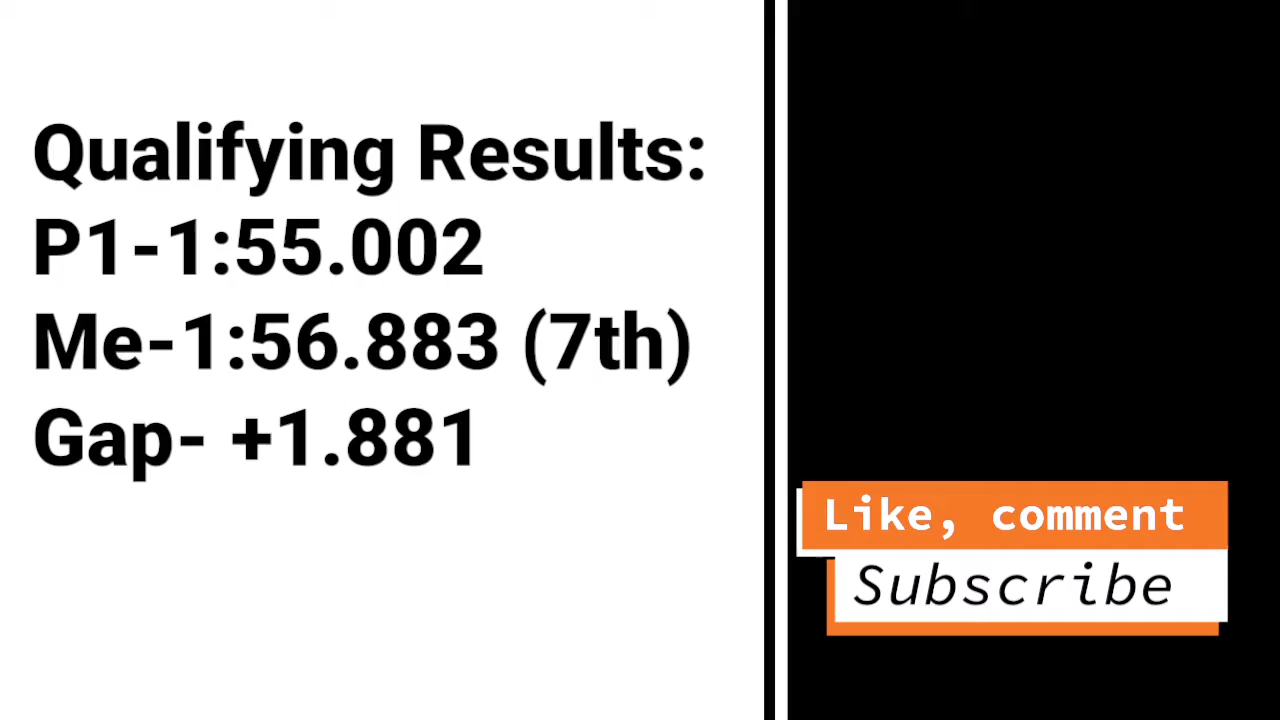 Qualifying Results:
P1-1:55.002
Me-1:56.883 (7th)
Gap- +1.881
Like, comment
Subscribe